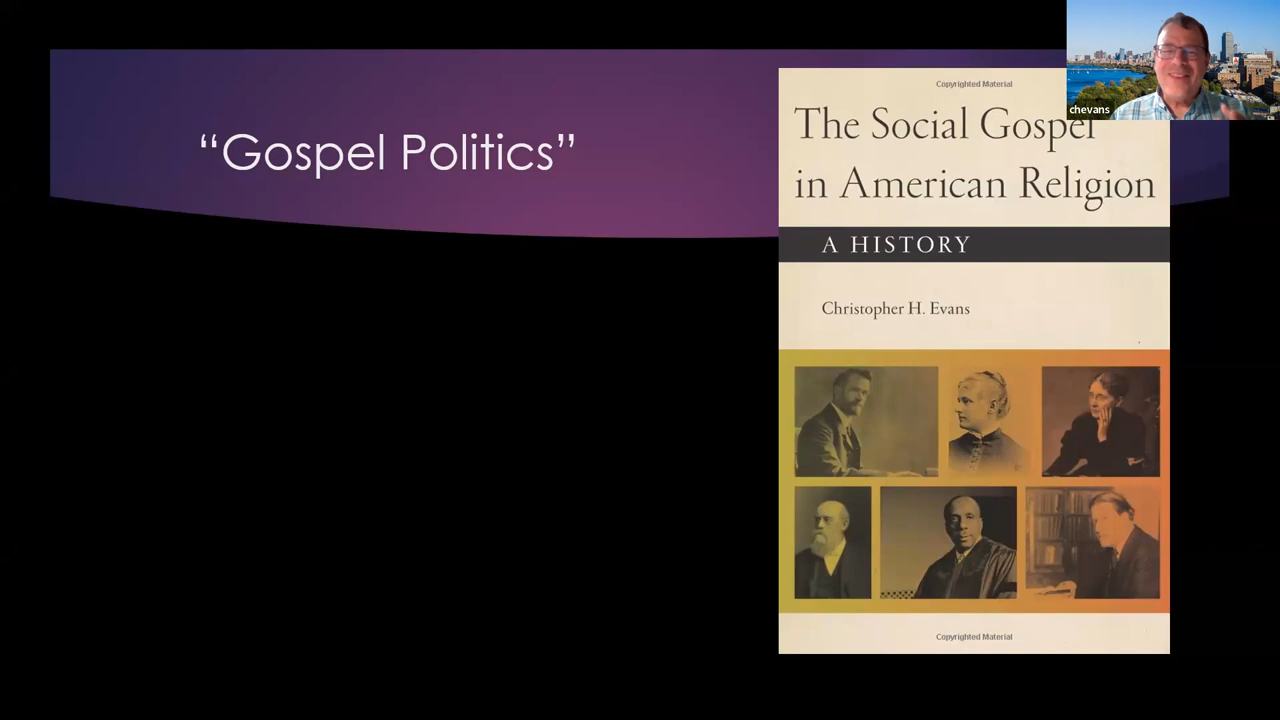 “Gospel Politics”
Copyrighted Material
The Social Gospel
in American Religion
A HISTORY
Christopher H. Evans
Copyrighted Material
chevans